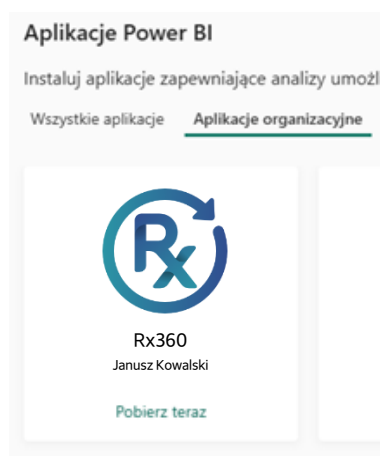 Aplikacje Power BI
Instaluj aplikacje zapewniające analizy umożl
Wszystkie aplikacje Aplikacje organizacyjne
Rx
Rx360
Janusz Kowalski
Pobierz teraz